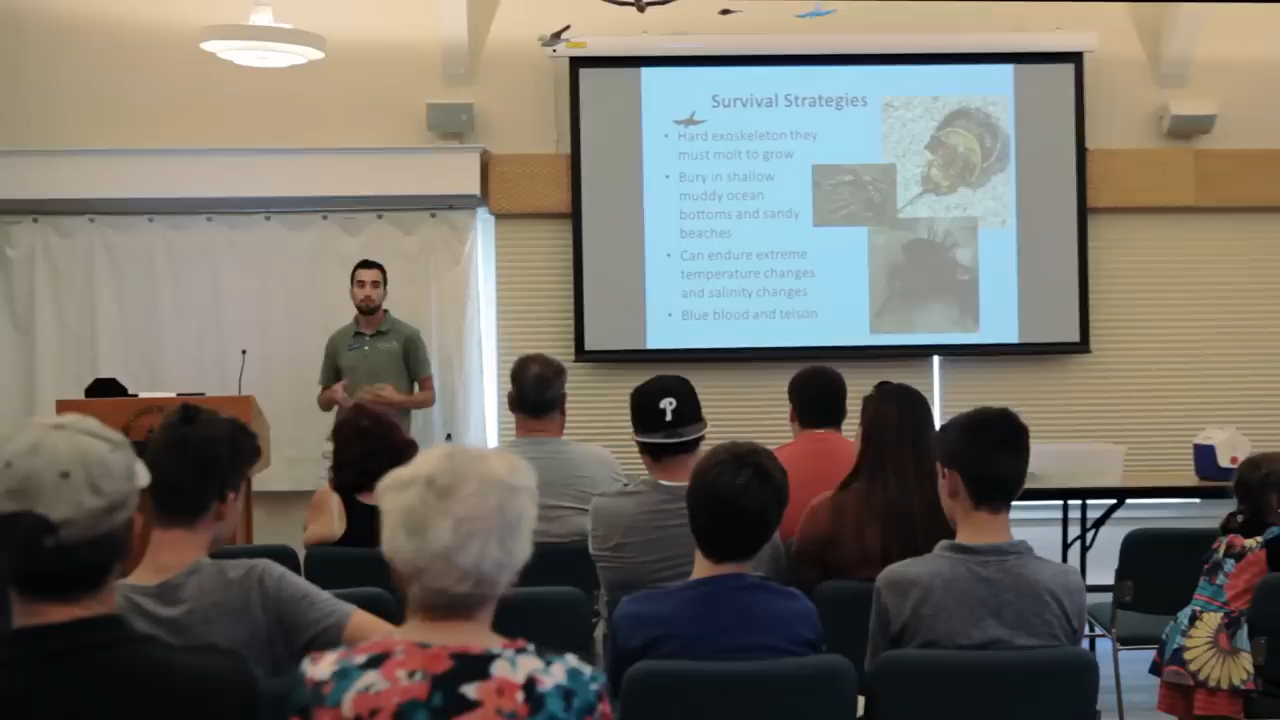 Survival Strategies
• Hard exoskeleton they
must molt to grow
• Bury in shallow
muddy ocean
bottoms and sandy
beaches
• Can endure extreme
temperature changes
and salinity changes
• Blue blood and telson
P